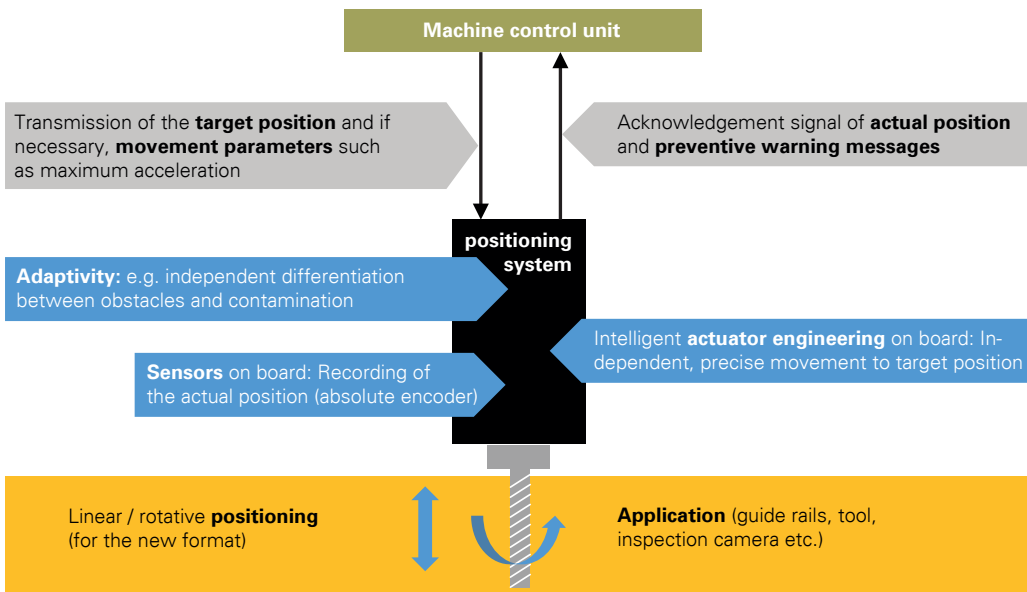 Machine control unit
Transmission of the target position and if
necessary, movement parameters such
as maximum acceleration
Acknowledgement signal of actual position
and preventive warning messages
positioning
system
Adaptivity: e.g. independent differentiation
between obstacles and contamination
Intelligent actuator engineering on board: In-
dependent, precise movement to target position
Sensors on board: Recording of
the actual position (absolute encoder)
Linear / rotative positioning
(for the new format)
Application (guide rails, tool,
inspection camera etc.)